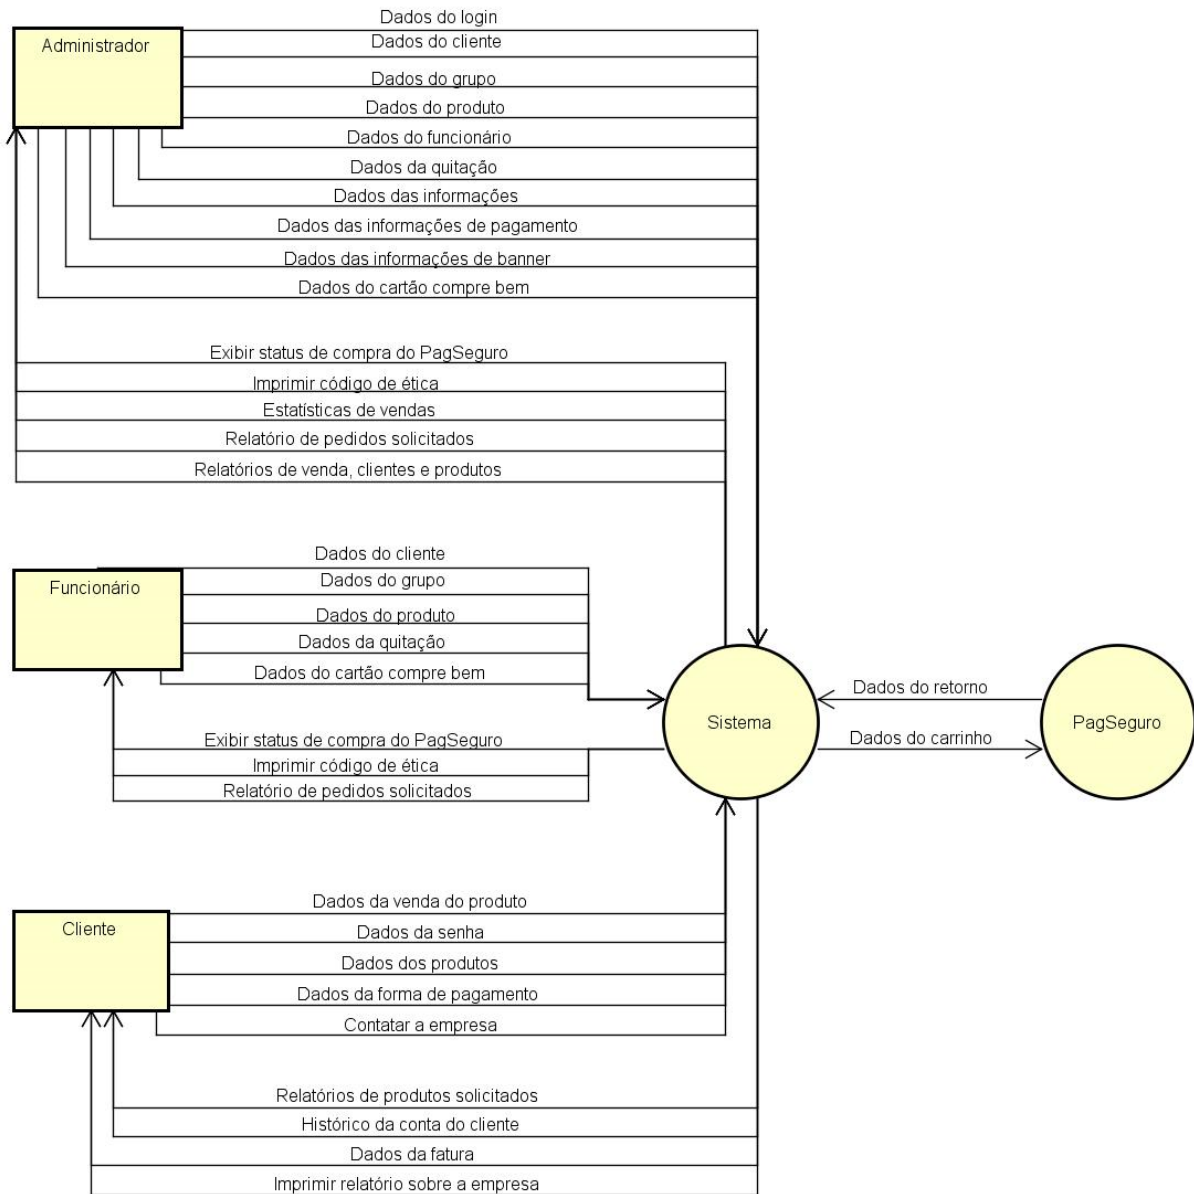 Dados do login
Administrador
Dados do cliente
Dados do grupo
Dados do produto
Dados do funcionário
Dados da quitação
Dados das informações
Dados das informações de pagamento
Dados das informações de banner
Dados do cartão compre bem
Exibir status de compra do PagSeguro
Imprimir código de ética
Estatísticas de vendas
Relatório de pedidos solicitados
Relatórios de venda, clientes e produtos
Dados do cliente
Funcionário
Dados do grupo
Dados do produto
Dados da quitação
Dados do cartão compre bem
Dados do retorno
Sistema
PagSeguro
Dados do carrinho
Exibir status de compra do PagSeguro
Imprimir código de ética
Relatório de pedidos solicitados
Dados da venda do produto
Cliente
Dados da senha
Dados dos produtos
Dados da forma de pagamento
Contatar a empresa
Relatórios de produtos solicitados
Histórico da conta do cliente
Dados da fatura
Imprimir relatório sobre a empresa